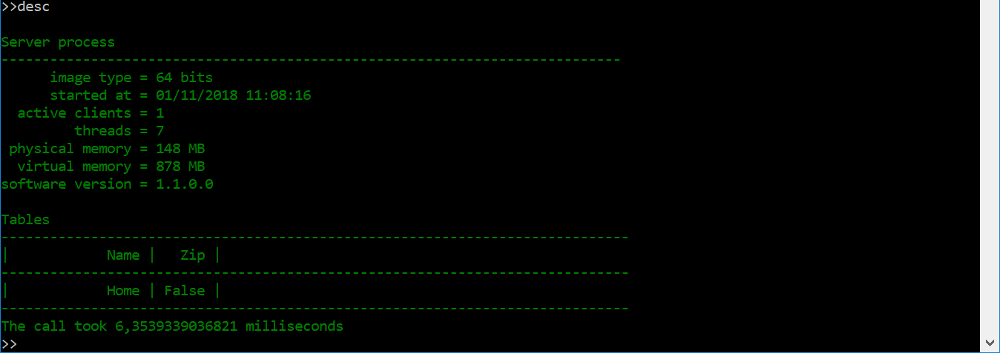 >>desc
Server process
----------------------------------------------------------------------------
image type = 64 bits
started at = 01/11/2018 11:08:16
active clients = 1
threads = 7
physical memory = 148 MB
virtual memory = 878 MB
software version = 1.1.0.0
Tables
-----------------------------------------------------------------------------
|            Name |   Zip |
-----------------------------------------------------------------------------
|            Home | False |
-----------------------------------------------------------------------------
The call took 6,3539339036821 milliseconds
>>